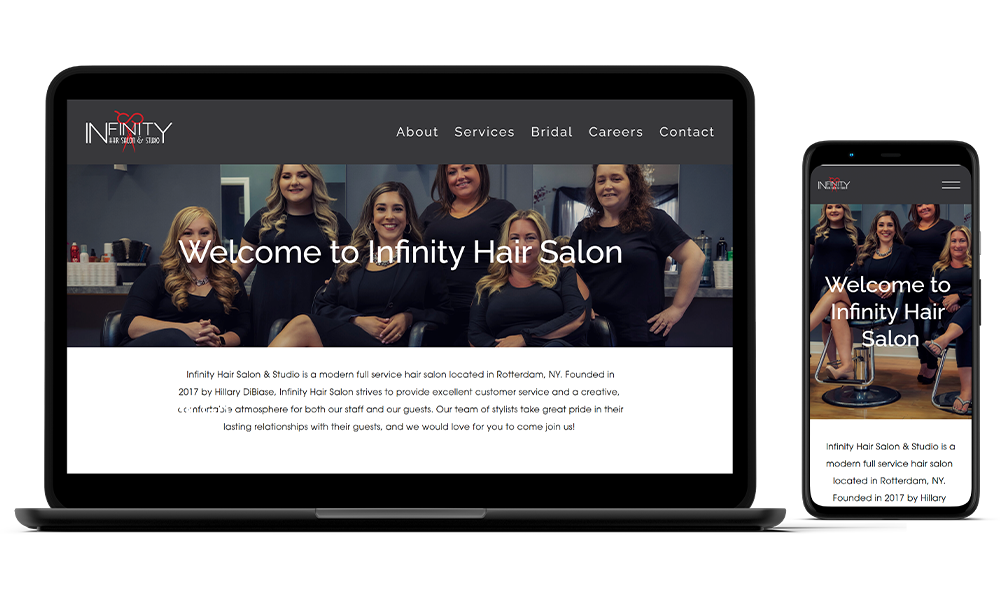 INFINITY
HAIR SALON & STUDIO
About Services Bridal Careers Contact
Welcome to Infinity Hair Salon
Infinity Hair Salon & Studio is a modern full service hair salon located in Rotterdam, NY. Founded in
2017 by Hillary DiBiase, Infinity Hair Salon strives to provide excellent customer service and a creative,
comfortable atmosphere for both our staff and our guests. Our team of stylists take great pride in their
lasting relationships with their guests, and we would love for you to come join us!
INFINITY
Welcome to
Infinity Hair
Salon
Infinity Hair Salon & Studio is a
modern full service hair salon
located in Rotterdam, NY.
Founded in 2017 by Hillary